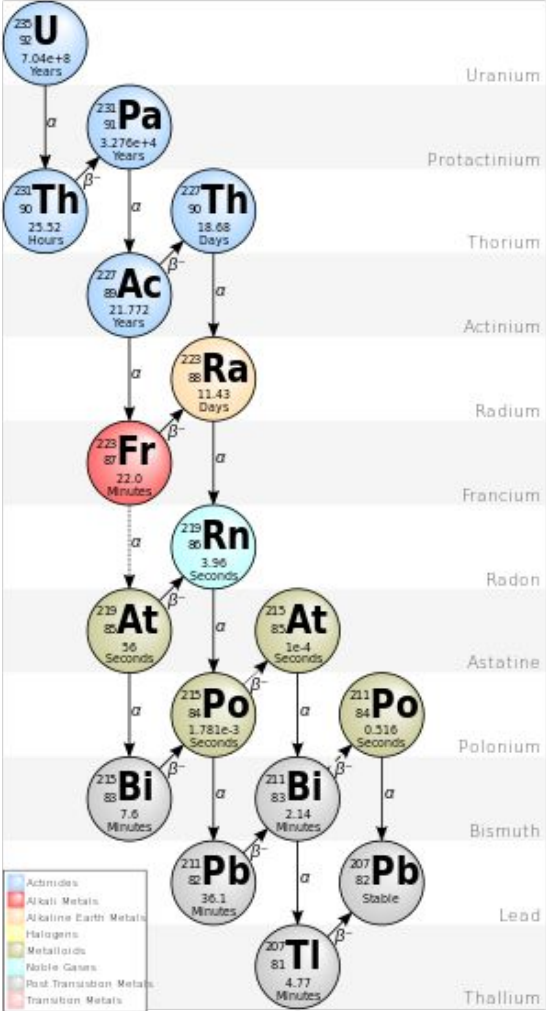 235
92
U
7.04e+8
Years
Uranium
α
231
91
Pa
3.276e+4
Years
Protactinium
β⁻
231
90
Th
25.52
Hours
α
227
90
Th
18.68
Days
Thorium
β⁻
227
89
Ac
21.772
Years
α
Actinium
α
223
88
Ra
11.43
Days
Radium
β⁻
223
87
Fr
22.0
Minutes
α
Francium
α
219
86
Rn
3.96
Seconds
Radon
β⁻
219
85
At
56
Seconds
α
215
85
At
1e-4
Seconds
Astatine
β⁻
α
215
84
Po
1.781e-3
Seconds
α
211
84
Po
0.516
Seconds
Polonium
β⁻
β⁻
215
83
Bi
7.6
Minutes
α
211
83
Bi
2.14
Minutes
α
Bismuth
β⁻
211
82
Pb
36.1
Minutes
α
207
82
Pb
Stable
Lead
β⁻
207
81
Tl
4.77
Minutes
Thallium
Actinides
Alkali Metals
Alkaline Earth Metals
Halogens
Metalloids
Noble Gases
Post Transistion Metals
Transition Metals